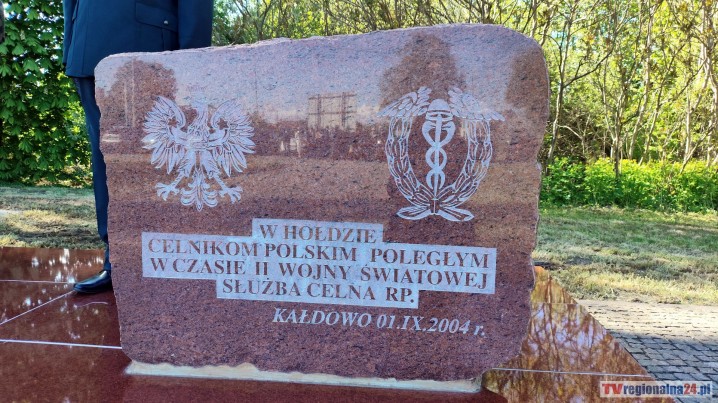 W HOŁDZIE
CELNIKOM POLSKIM POLEGŁYM
W CZASIE II WOJNY ŚWIATOWEJ
SŁUŻBA CELNA RP.
KAŁDOWO 01.IX.2004 r.
TVregionalna24.pl